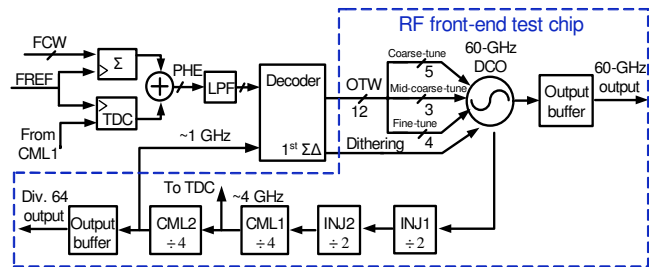 RF front-end test chip
FCW
FREF
Σ
TDC
From
CML1
PHE
LPF
Decoder
1st ΣΔ
OTW
12
Coarse-tune
5
Mid-coarse-tune
3
Fine-tune
4
Dithering
60-GHz
DCO
Output
buffer
60-GHz
output
~1 GHz
To TDC
~4 GHz
Div. 64
output
Output
buffer
CML2
÷4
CML1
÷4
INJ2
÷2
INJ1
÷2